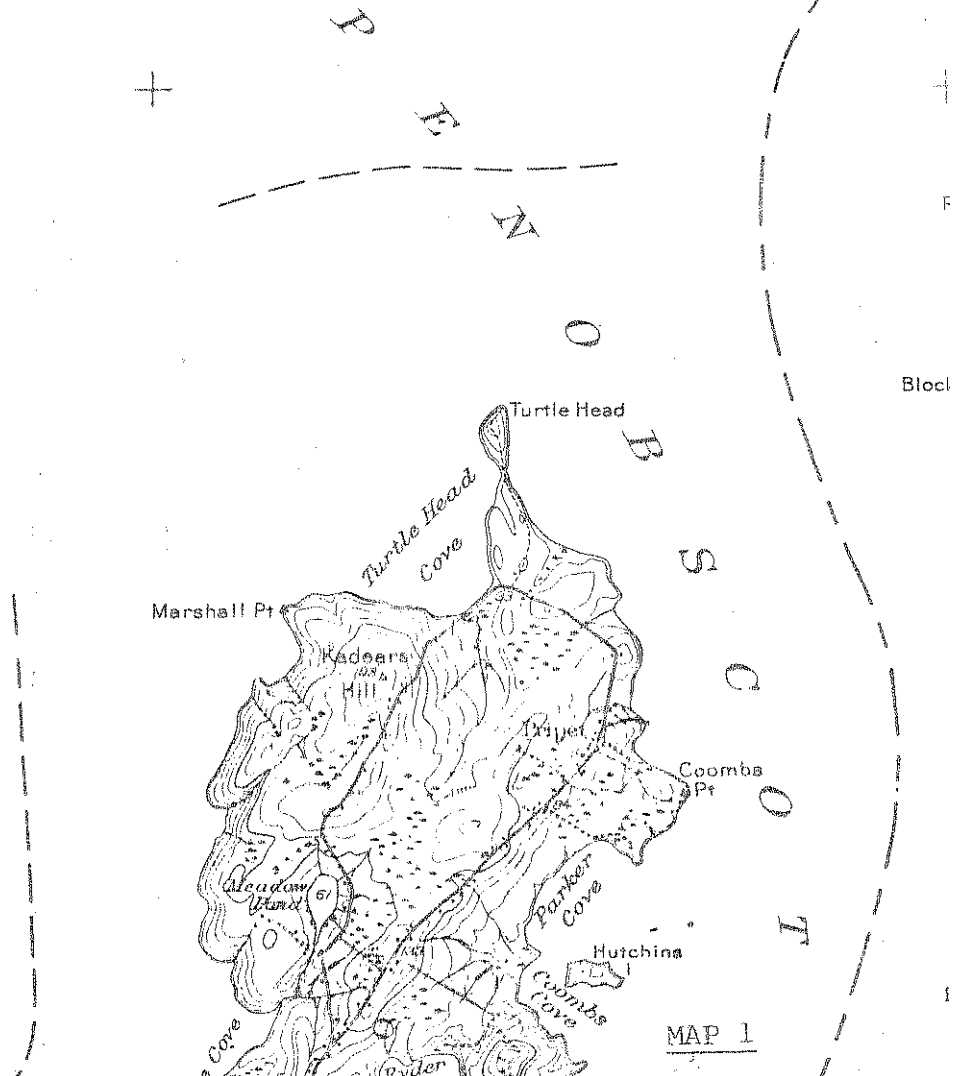 P
E
N
O
B
S
C
O
T
Block
Turtle Head
Turtle Head
Cove
Marshall Pt
Kedears
Hill
Coombs
Pt
Meadow
Pond
61
Parker
Cove
Hutchins
Coombs
Cove
Cove
Ryder
MAP 1